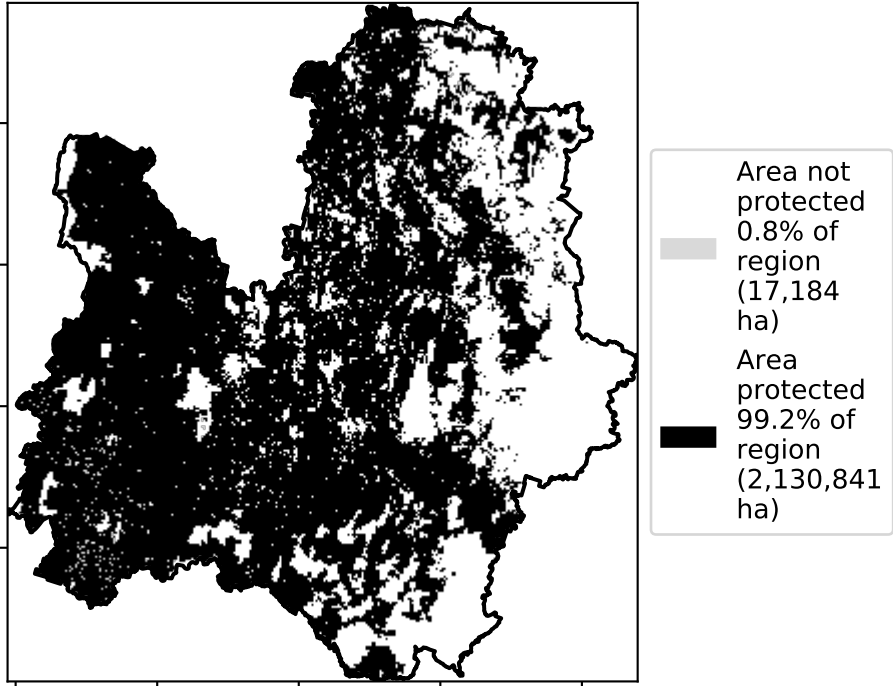 Area not
protected
0.8% of
region
(17,184
ha)
Area
protected
99.2% of
region
(2,130,841
ha)